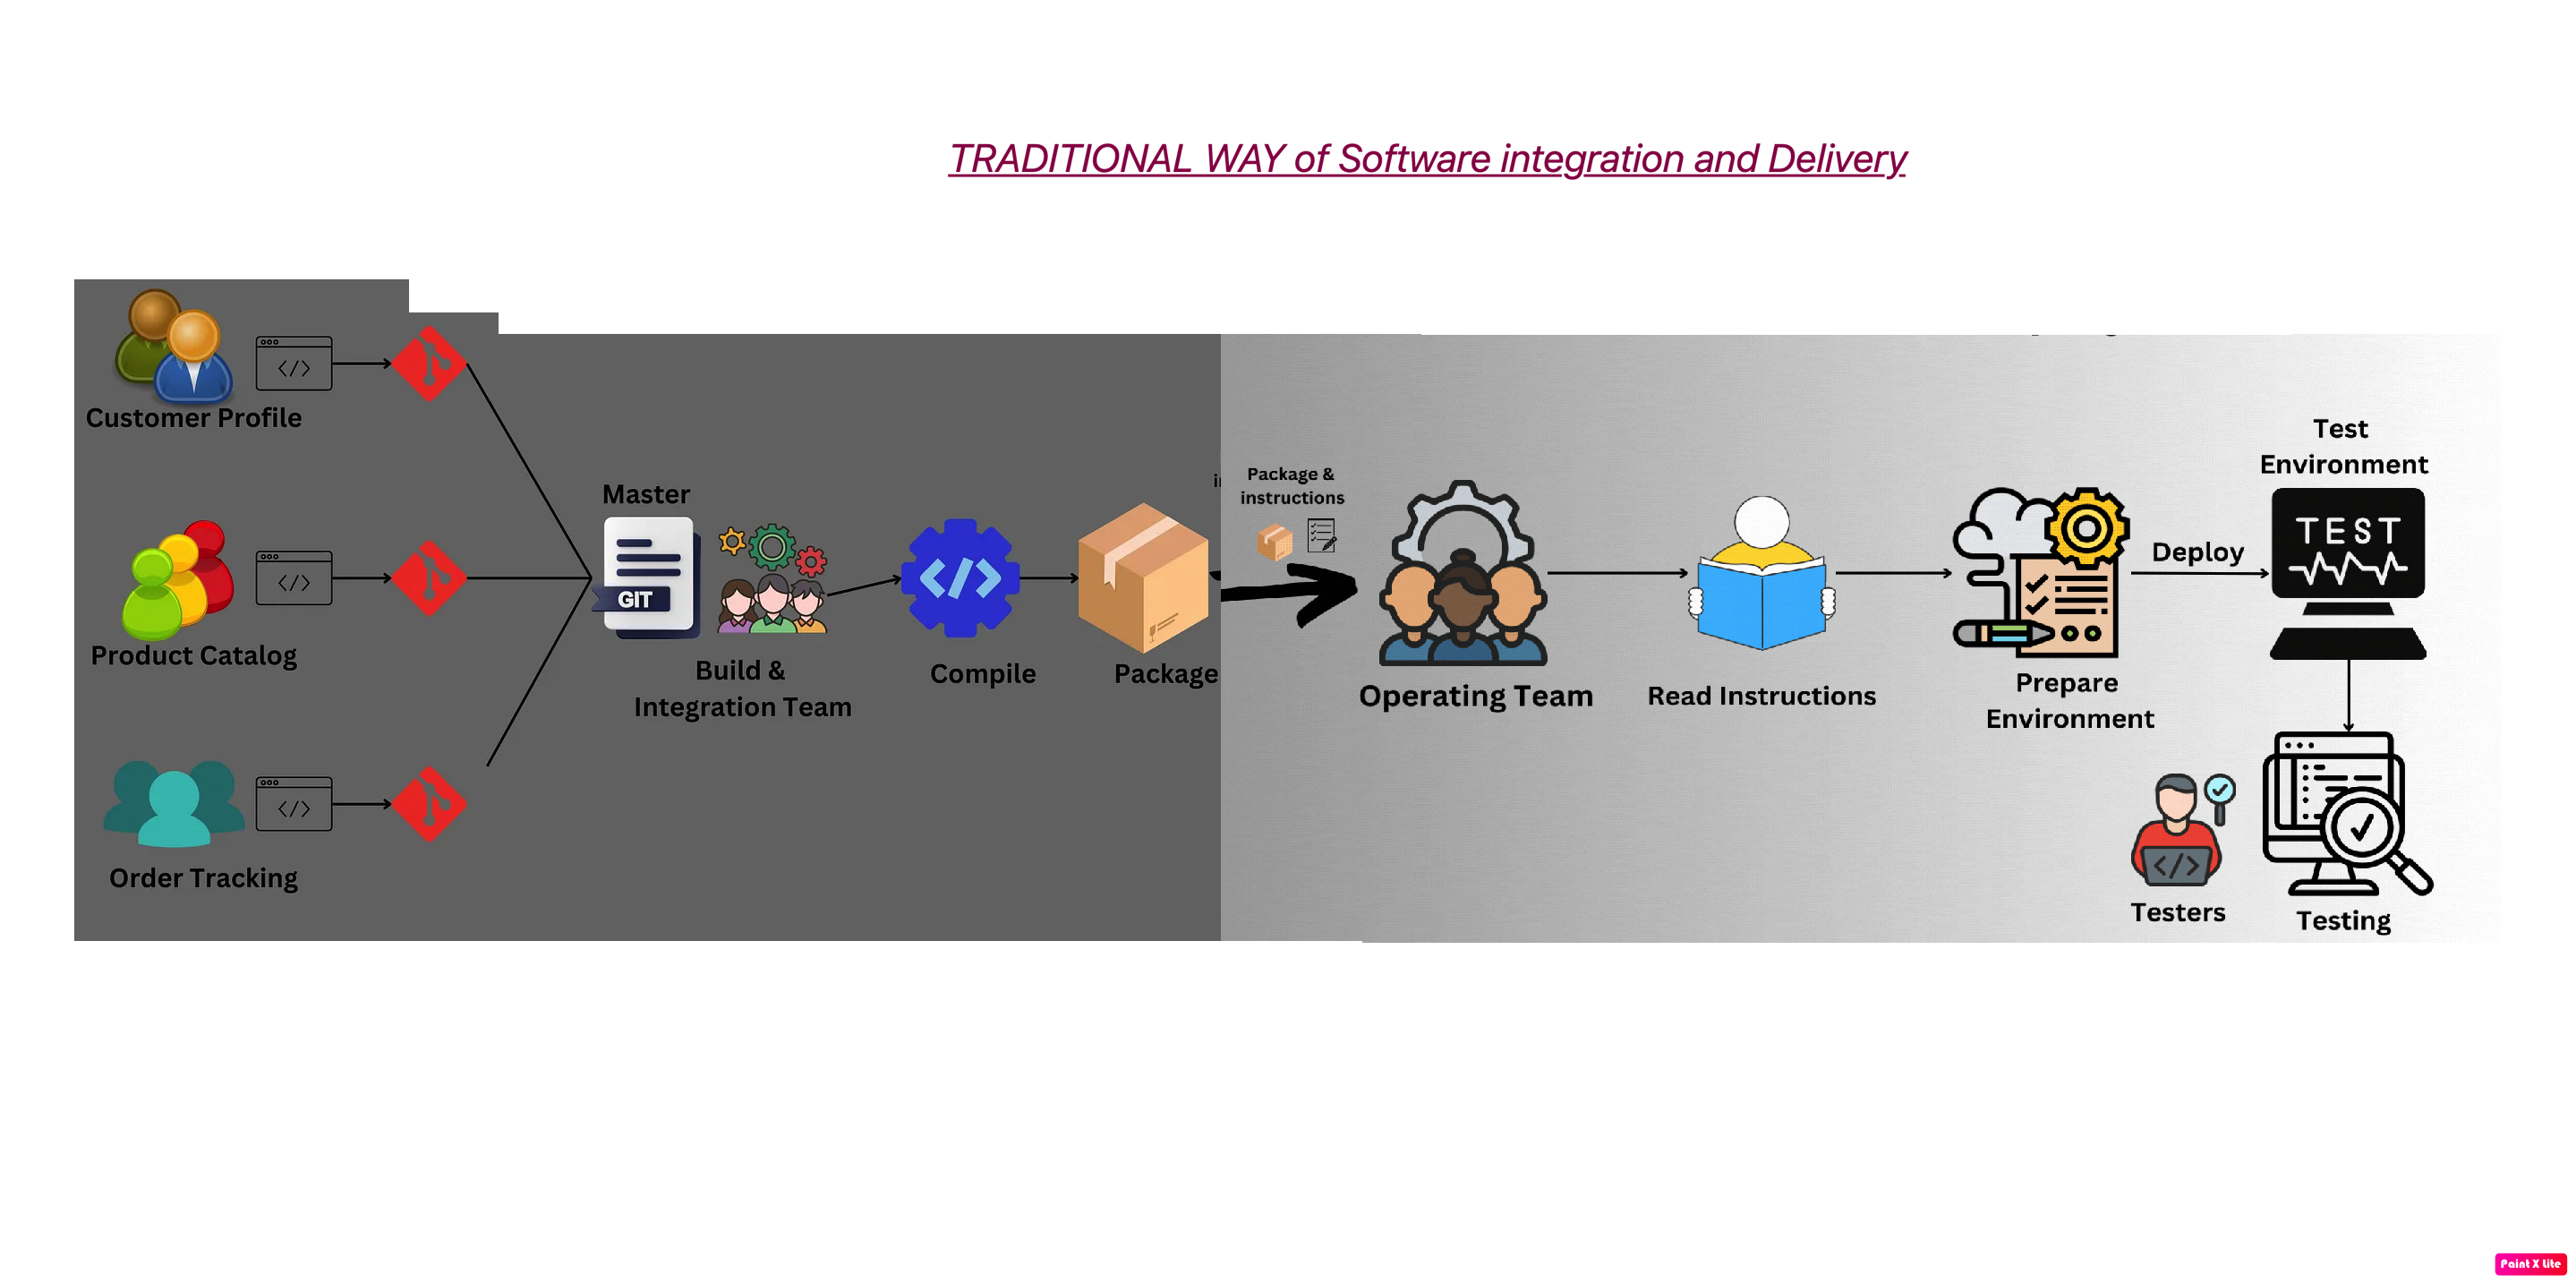 TRADITIONAL WAY of Software integration and Delivery
Customer Profile
</>
Product Catalog
</>
Order Tracking
</>
Master
GIT
Build &
Integration Team
</>
Compile
Package
Package &
instructions
Operating Team
Read Instructions
Prepare
Environment
Deploy
Test
Environment
TEST
</>
Testers
Testing
Paint X Lite